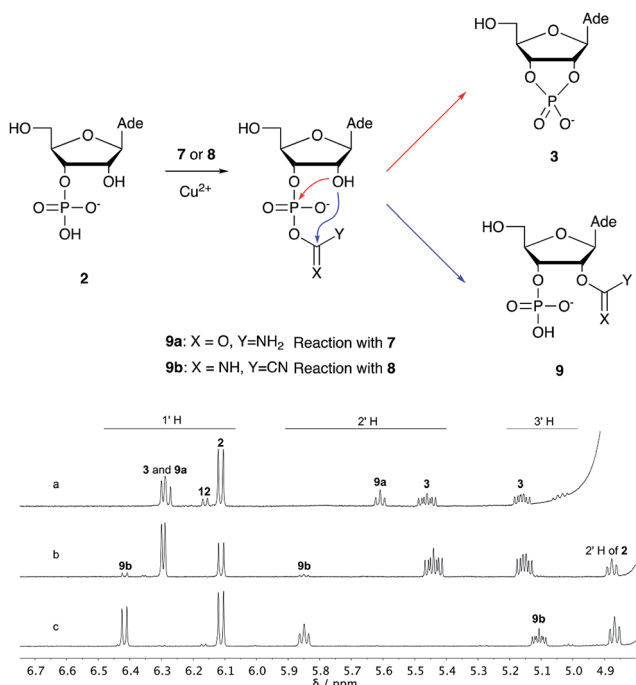 Ade
HO
O
O
O
P
O
O⁻
3
Ade
HO
O
O
OH
O=P-O⁻
OH
2
7 or 8
Cu²⁺
Ade
HO
O
O
OH
O=P-O⁻
O
Y
X
Ade
HO
O
O
O
Y
X
O=P-O⁻
OH
9
9a: X = O, Y=NH₂ Reaction with 7
9b: X = NH, Y=CN Reaction with 8
1' H
2' H
3' H
2
3 and 9a
12
9a
3
3
a
9b
9b
2' H of 2
b
9b
c
6.7 6.6 6.5 6.4 6.3 6.2 6.1 6.0 5.9 5.8 5.7 5.6 5.5 5.4 5.3 5.2 5.1 5.0 4.9
δ / ppm